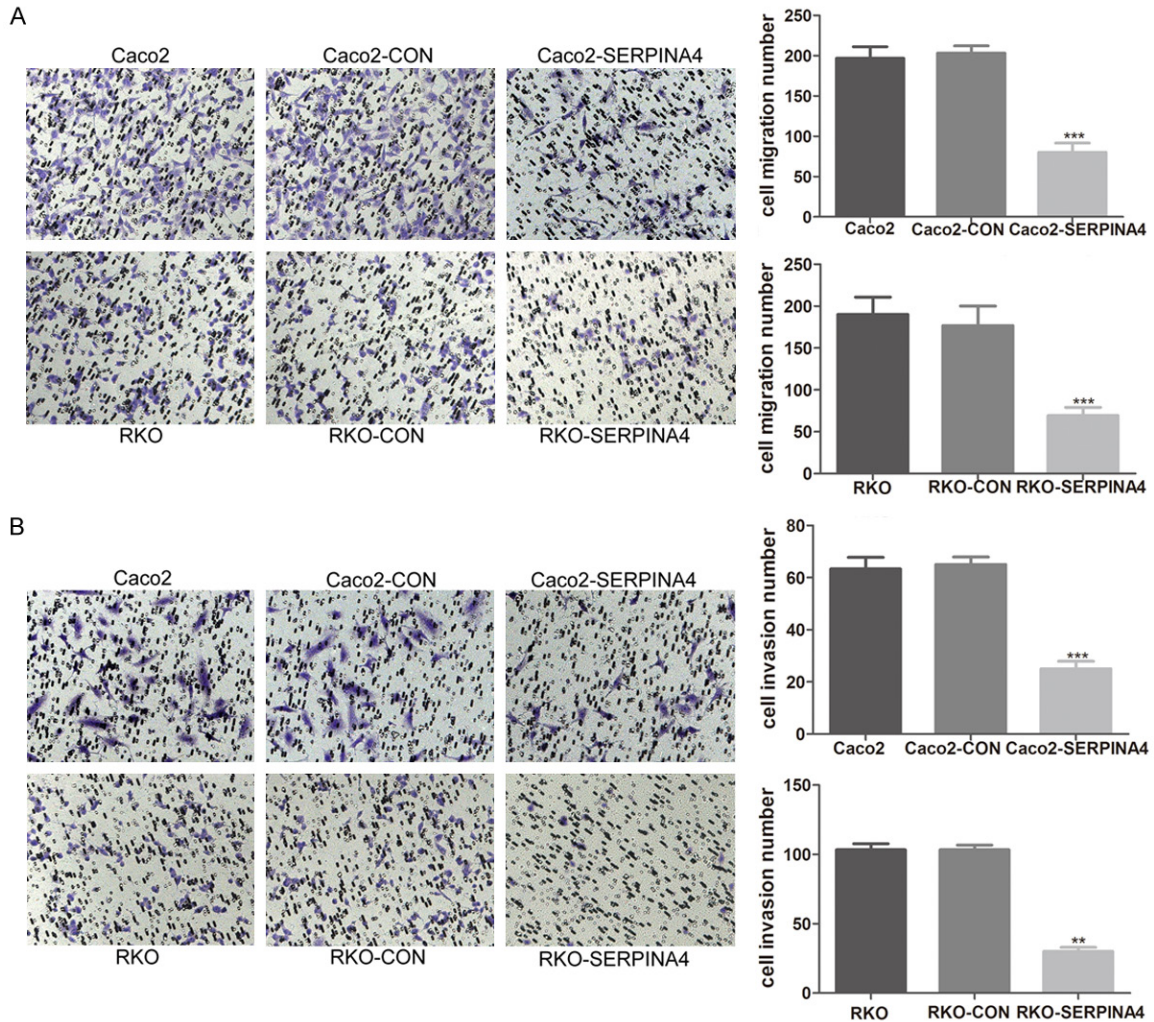 A
Caco2 Caco2-CON Caco2-SERPINA4
RKO RKO-CON RKO-SERPINA4
cell migration number
250
200
150
100
50
0
***
Caco2 Caco2-CON Caco2-SERPINA4
cell migration number
250
200
150
100
50
0
***
RKO RKO-CON RKO-SERPINA4
B
Caco2 Caco2-CON Caco2-SERPINA4
RKO RKO-CON RKO-SERPINA4
cell invasion number
80
60
40
20
0
***
Caco2 Caco2-CON Caco2-SERPINA4
cell invasion number
150
100
50
0
**
RKO RKO-CON RKO-SERPINA4